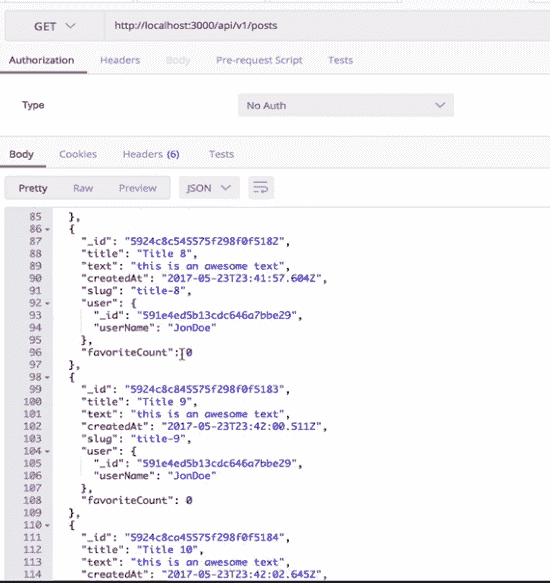 GET http://localhost:3000/api/v1/posts
Authorization Headers Body Pre-request Script Tests
Type No Auth
Body Cookies Headers (6) Tests
Pretty Raw Preview JSON
85 },
86 {
87 "_id": "5924c8c545575f298f0f5182",
88 "title": "Title 8",
89 "text": "this is an awesome text",
90 "createdAt": "2017-05-23T23:41:57.604Z",
91 "slug": "title-8",
92 "user": {
93 "_id": "591e4ed5b13cdc646a7bbe29",
94 "userName": "JonDoe"
95 },
96 "favoriteCount": 0
97 },
98 {
99 "_id": "5924c8c845575f298f0f5183",
100 "title": "Title 9",
101 "text": "this is an awesome text",
102 "createdAt": "2017-05-23T23:42:00.511Z",
103 "slug": "title-9",
104 "user": {
105 "_id": "591e4ed5b13cdc646a7bbe29",
106 "userName": "JonDoe"
107 },
108 "favoriteCount": 0
109 },
110 {
111 "_id": "5924c8ca45575f298f0f5184",
112 "title": "Title 10",
113 "text": "this is an awesome text",
114 "createdAt": "2017-05-23T23:42:02.645Z",